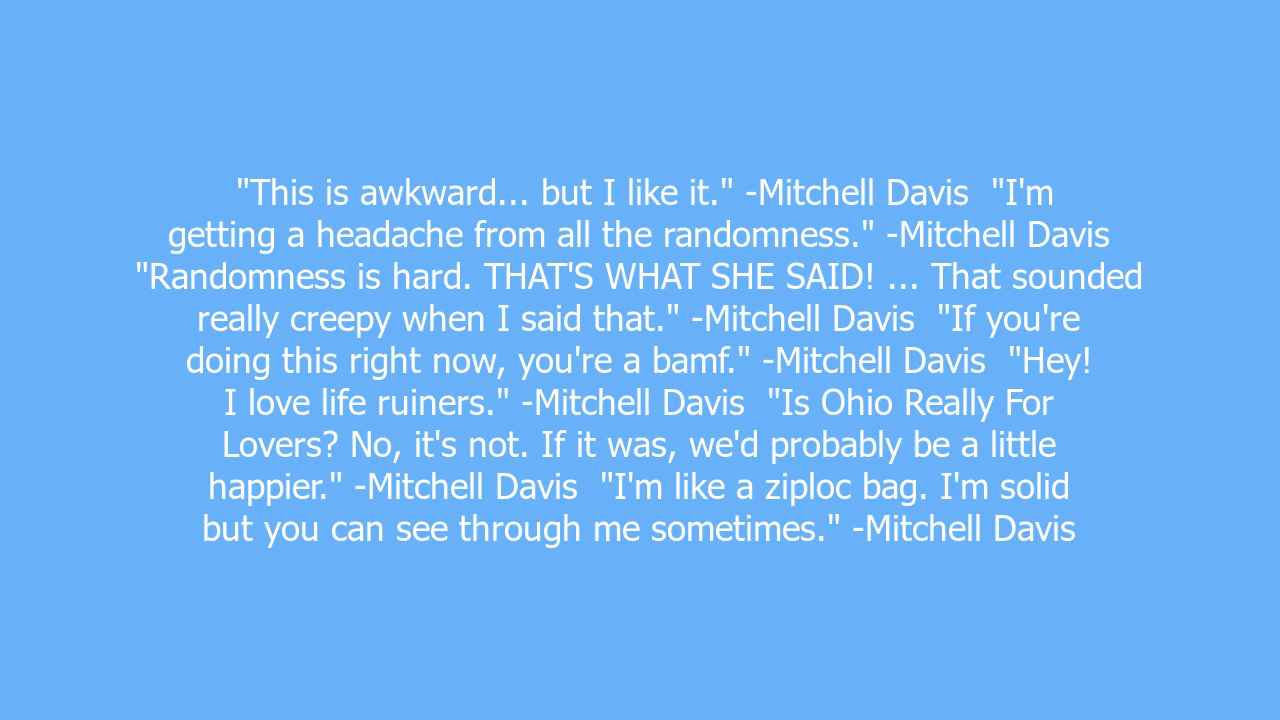 "This is awkward... but I like it." -Mitchell Davis  "I'm
getting a headache from all the randomness." -Mitchell Davis
"Randomness is hard. THAT'S WHAT SHE SAID! ... That sounded
really creepy when I said that." -Mitchell Davis  "If you're
doing this right now, you're a bamf." -Mitchell Davis  "Hey!
I love life ruiners." -Mitchell Davis  "Is Ohio Really For
Lovers? No, it's not. If it was, we'd probably be a little
happier." -Mitchell Davis  "I'm like a ziploc bag. I'm solid
but you can see through me sometimes." -Mitchell Davis